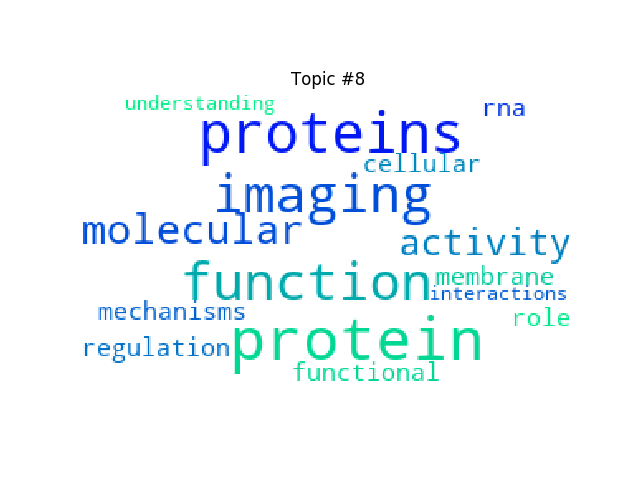 Topic #8
understanding
rna
proteins
cellular
imaging
molecular
activity
function
membrane
interactions
mechanisms
role
protein
regulation
functional